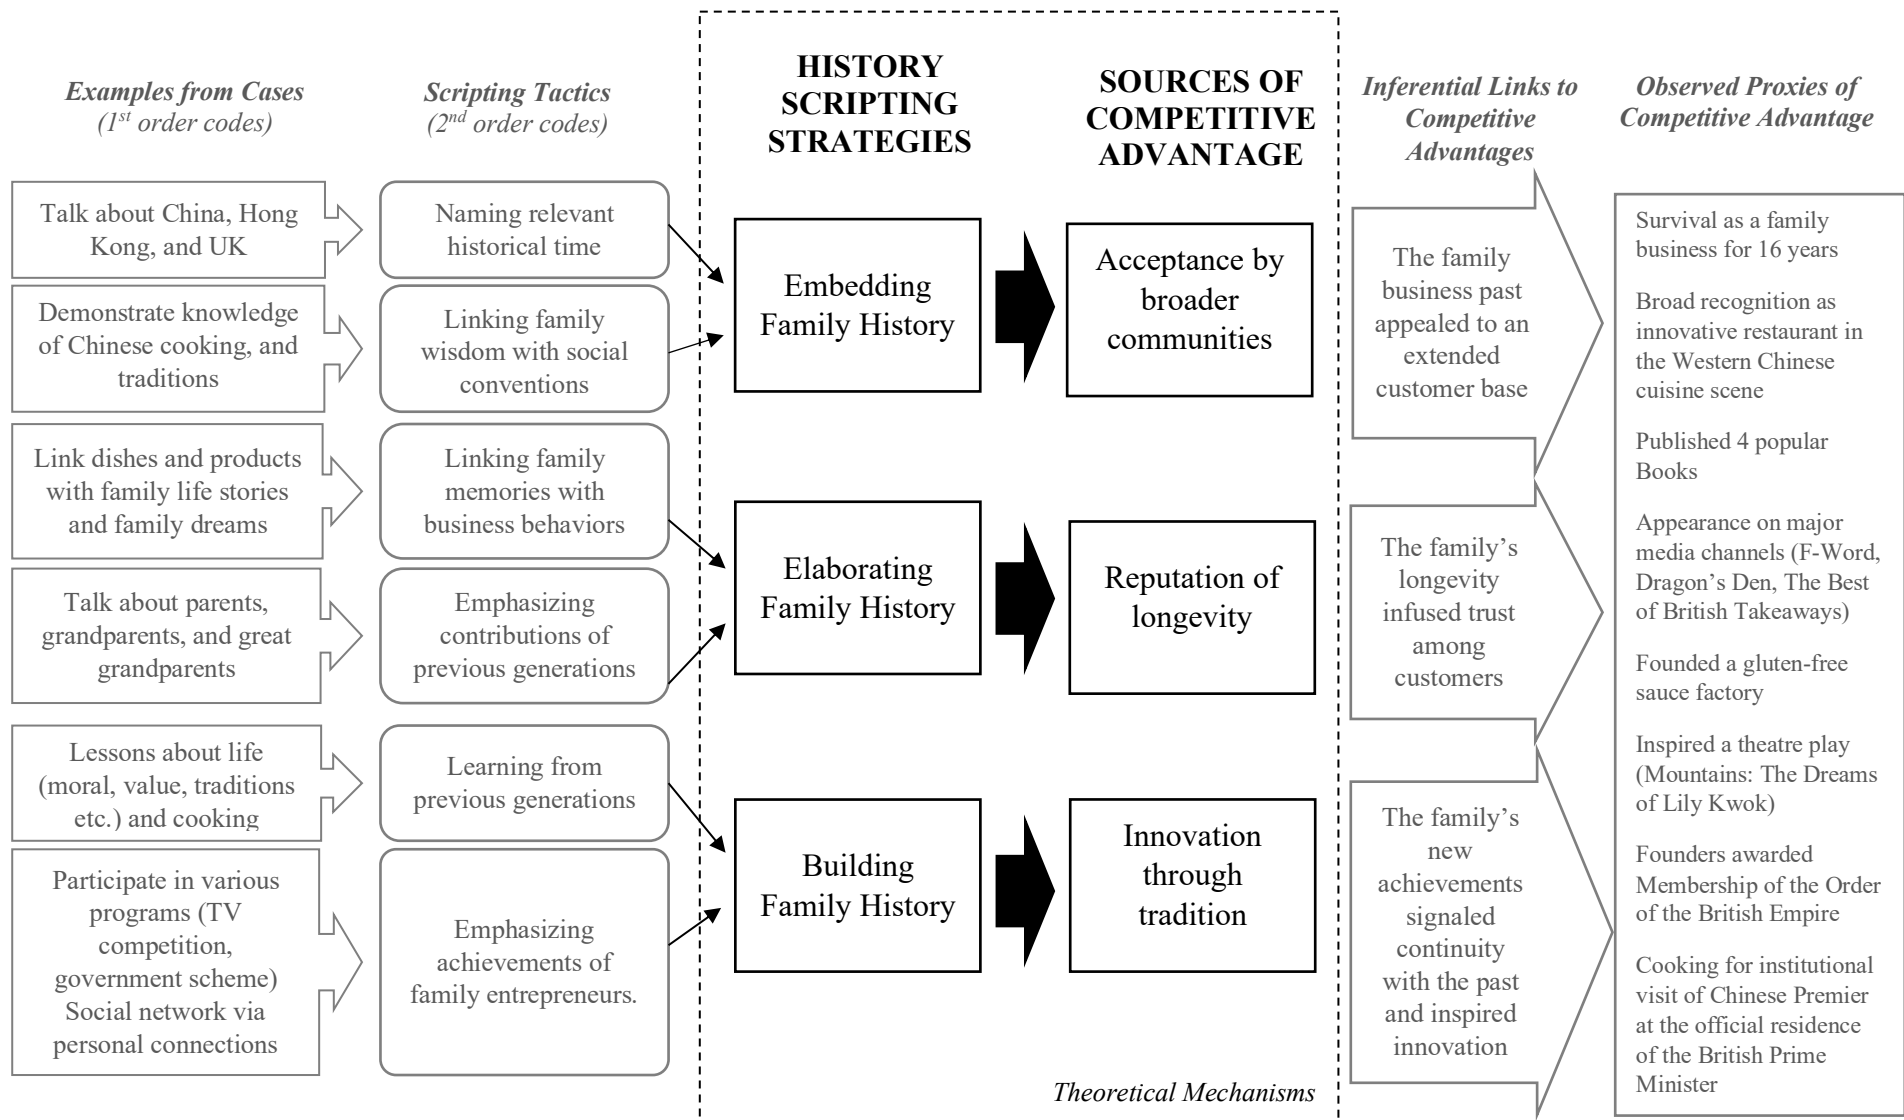 Examples from Cases
(1st order codes)
Scripting Tactics
(2nd order codes)
HISTORY
SCRIPTING
STRATEGIES
SOURCES OF
COMPETITIVE
ADVANTAGE
Inferential Links to
Competitive
Advantages
Observed Proxies of
Competitive Advantage
Talk about China, Hong
Kong, and UK
Demonstrate knowledge
of Chinese cooking, and
traditions
Link dishes and products
with family life stories
and family dreams
Talk about parents,
grandparents, and great
grandparents
Lessons about life
(moral, value, traditions
etc.) and cooking
Participate in various
programs (TV
competition,
government scheme)
Social network via
personal connections
Naming relevant
historical time
Linking family
wisdom with social
conventions
Linking family
memories with
business behaviors
Emphasizing
contributions of
previous generations
Learning from
previous generations
Emphasizing
achievements of
family entrepreneurs.
Embedding
Family History
Elaborating
Family History
Building
Family History
Acceptance by
broader
communities
Reputation of
longevity
Innovation
through
tradition
Theoretical Mechanisms
The family
business past
appealed to an
extended
customer base
The family’s
longevity
infused trust
among
customers
The family’s
new
achievements
signaled
continuity
with the past
and inspired
innovation
Survival as a family
business for 16 years
Broad recognition as
innovative restaurant in
the Western Chinese
cuisine scene
Published 4 popular
Books
Appearance on major
media channels (F-Word,
Dragon’s Den, The Best
of British Takeaways)
Founded a gluten-free
sauce factory
Inspired a theatre play
(Mountains: The Dreams
of Lily Kwok)
Founders awarded
Membership of the Order
of the British Empire
Cooking for institutional
visit of Chinese Premier
at the official residence
of the British Prime
Minister